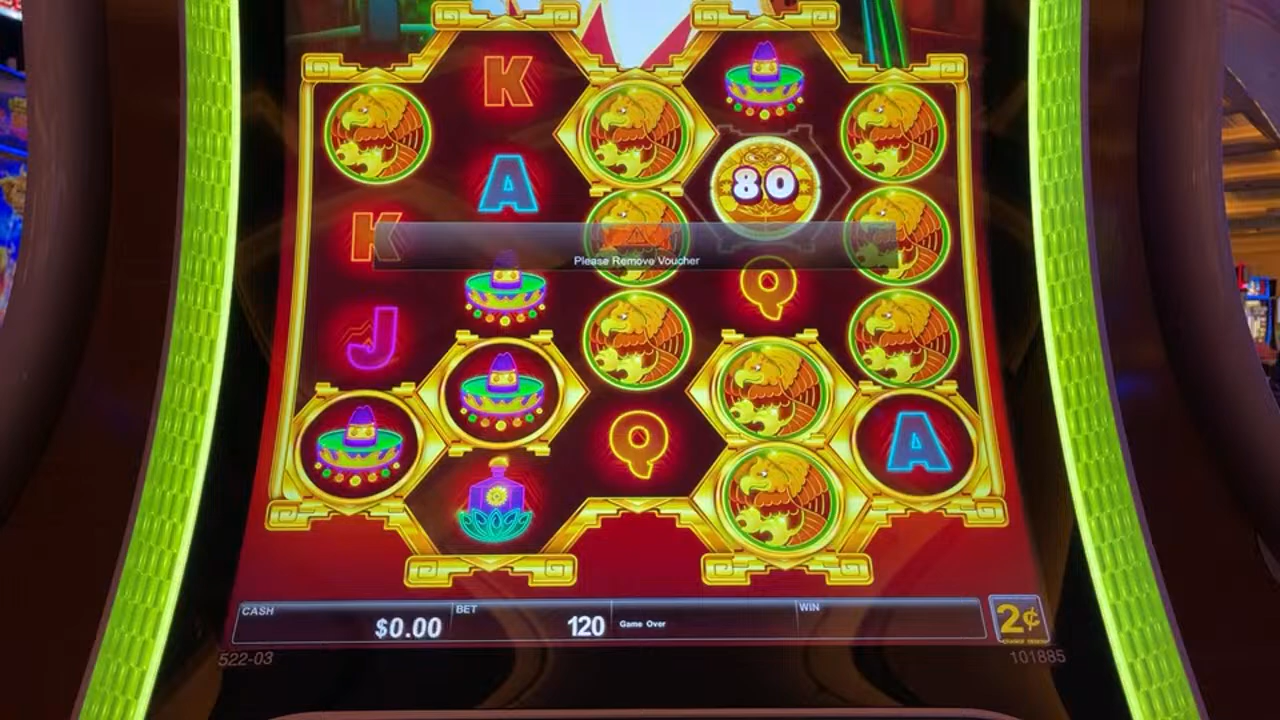 K
A
80
K
Please Remove Voucher
Q
J
Q
A
CASH
$0.00
BET
120
Game Over
WIN
2¢
522-03
101885